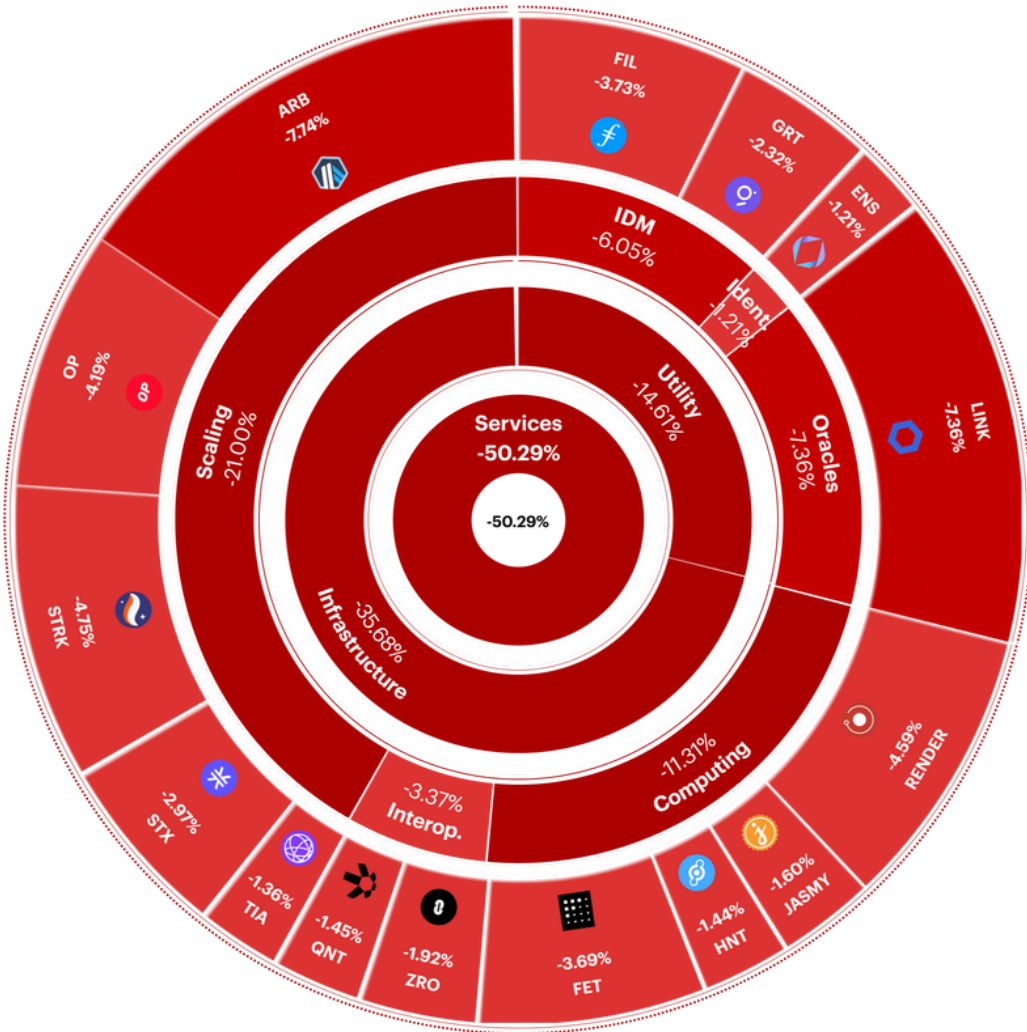 FIL
-3.73%
GRT
-2.32%
ENS
-1.21%
ARB
-7.74%
IDM
-6.05%
Ident.
-1.21%
LINK
-7.36%
Oracles
-7.36%
Utility
-14.61%
OP
-4.19%
OP
Scaling
-21.00%
Services
-50.29%
-50.29%
STRK
-4.75%
Infrastructure
-35.68%
-4.59%
RENDER
-11.31%
Computing
-3.37%
Interop.
-2.97%
STX
-1.36%
TIA
-1.45%
QNT
-1.92%
ZRO
-3.69%
FET
-1.44%
HNT
-1.60%
JASMY